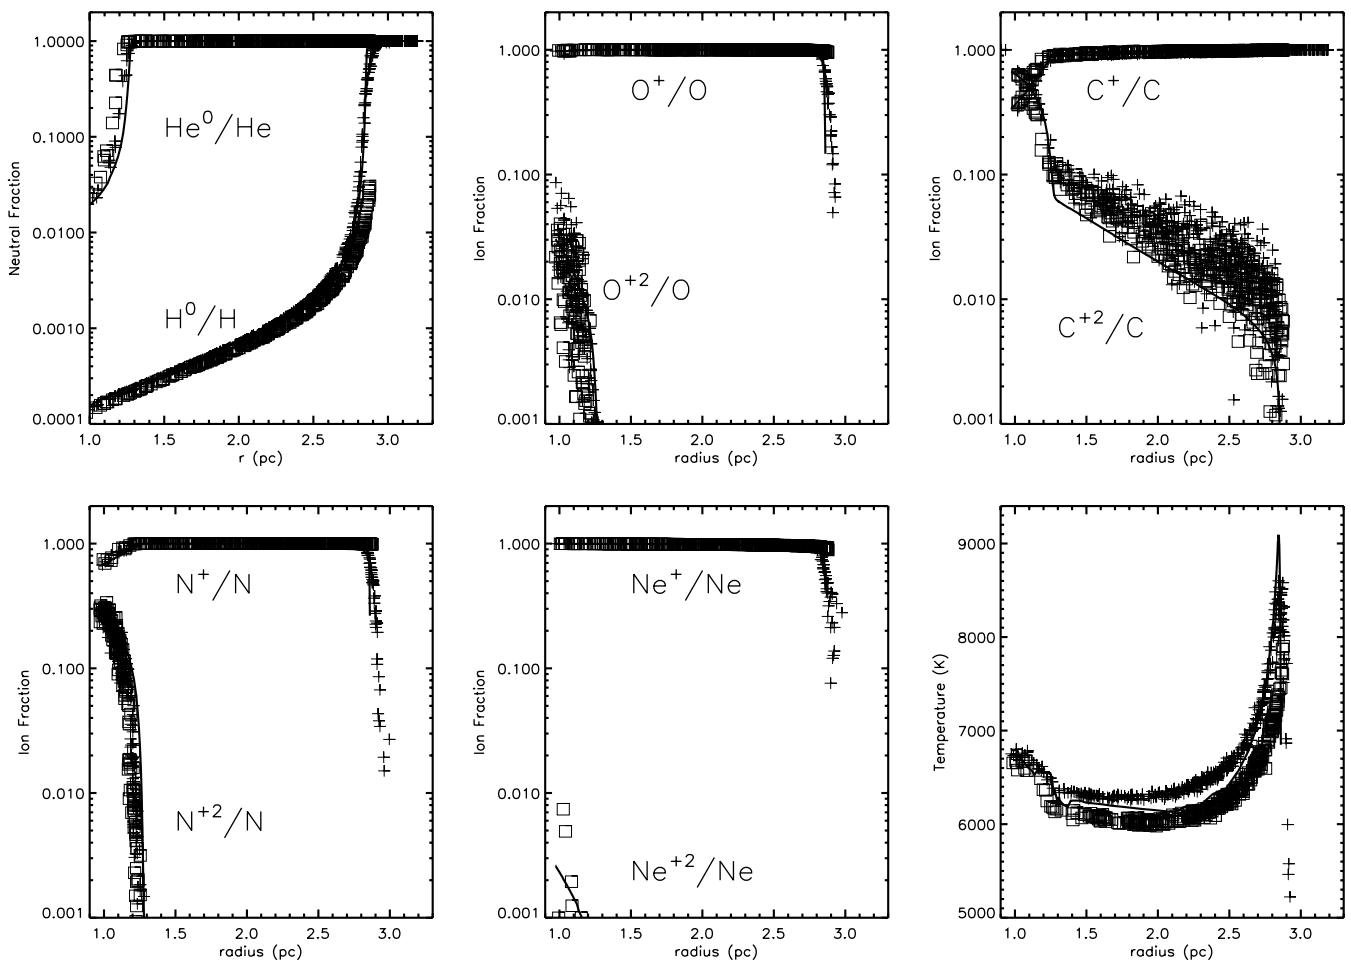 1.0000
0.1000
0.0100
0.0010
0.0001
Neutral Fraction
He⁰/He
H⁰/H
1.0 1.5 2.0 2.5 3.0
r (pc)
1.000
0.100
0.010
0.001
Ion Fraction
O⁺/O
O⁺²/O
1.0 1.5 2.0 2.5 3.0
radius (pc)
1.000
0.100
0.010
0.001
Ion Fraction
C⁺/C
C⁺²/C
1.0 1.5 2.0 2.5 3.0
radius (pc)
1.000
0.100
0.010
0.001
Ion Fraction
N⁺/N
N⁺²/N
1.0 1.5 2.0 2.5 3.0
radius (pc)
1.000
0.100
0.010
0.001
Ion Fraction
Ne⁺/Ne
Ne⁺²/Ne
1.0 1.5 2.0 2.5 3.0
radius (pc)
9000
8000
7000
6000
5000
Temperature (K)
1.0 1.5 2.0 2.5 3.0
radius (pc)